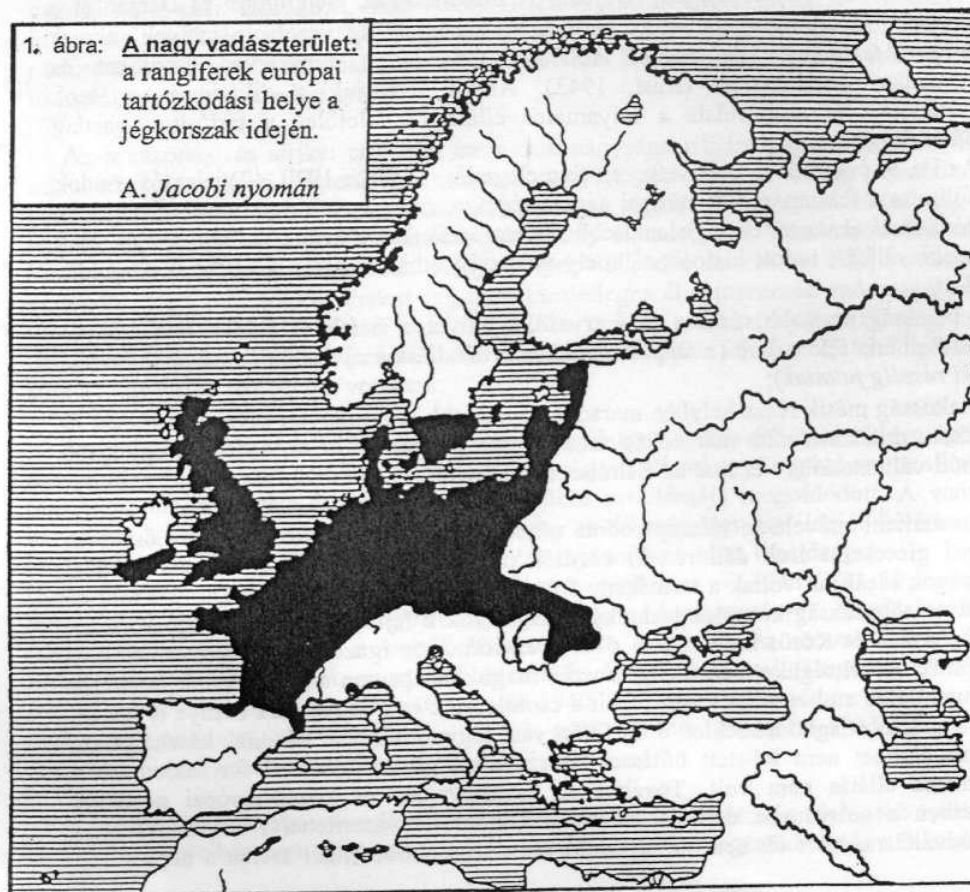 1. ábra: A nagy vadászterület:
a rangiferek európai
tartózkodási helye a
jégkorszak idején.
A. Jacobi nyomán